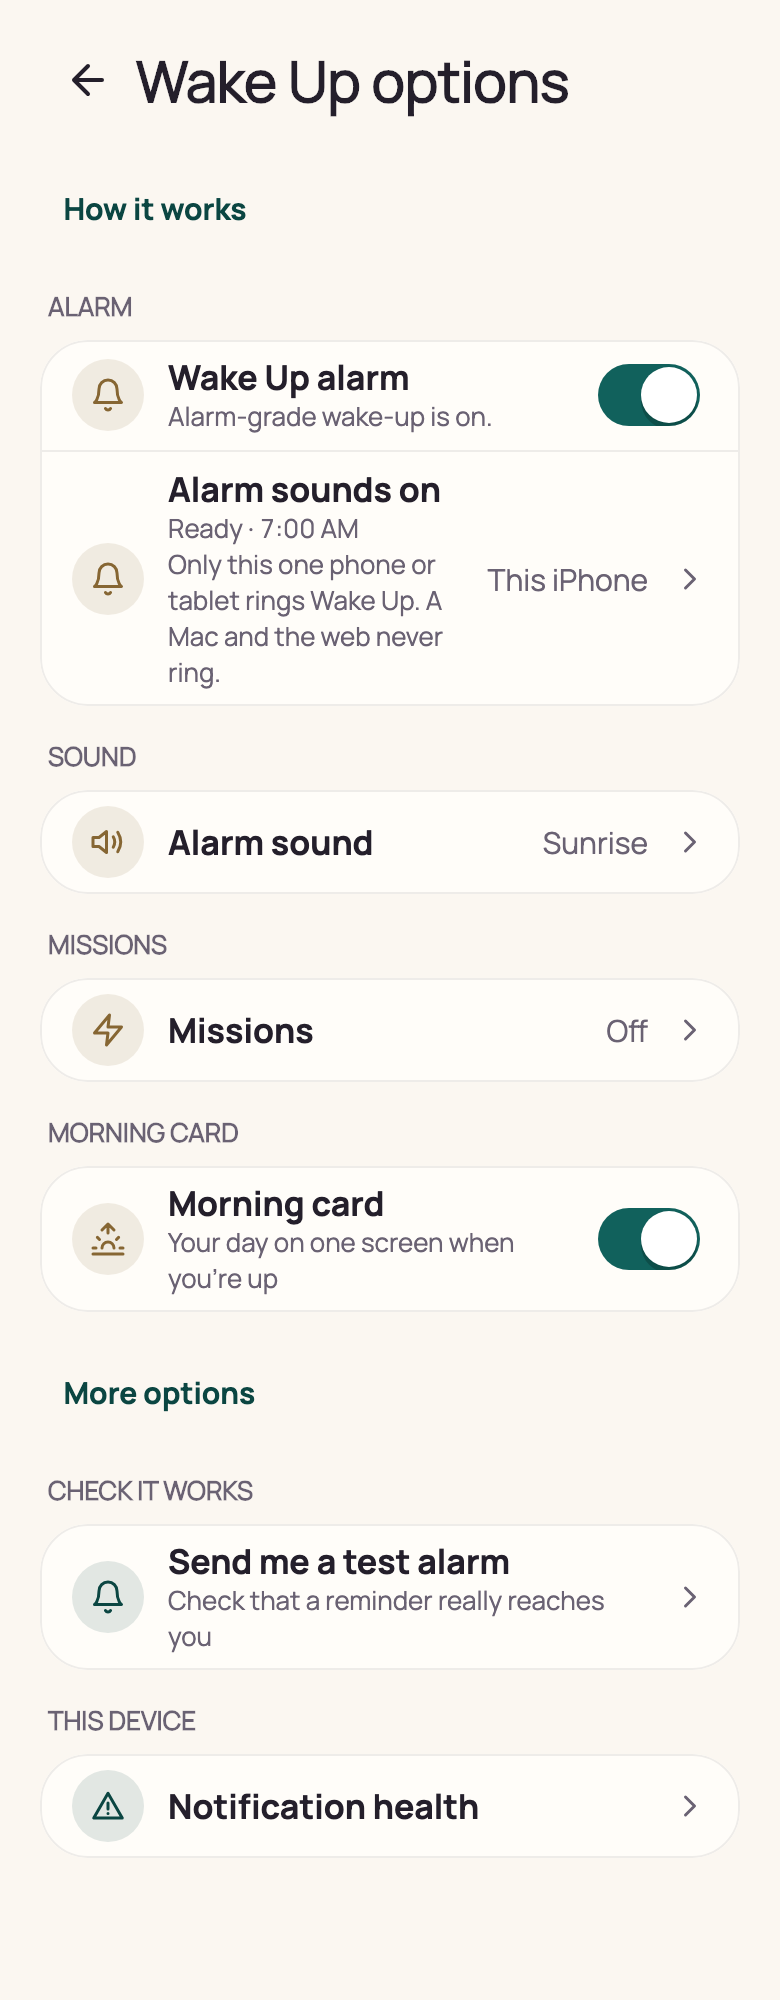 Wake Up options
How it works
ALARM
Wake Up alarm
Alarm-grade wake-up is on.
Alarm sounds on
Ready · 7:00 AM
Only this one phone or
tablet rings Wake Up. A
Mac and the web never
ring.
This iPhone
SOUND
Alarm sound
Sunrise
MISSIONS
Missions
Off
MORNING CARD
Morning card
Your day on one screen when
you’re up
More options
CHECK IT WORKS
Send me a test alarm
Check that a reminder really reaches
you
THIS DEVICE
Notification health